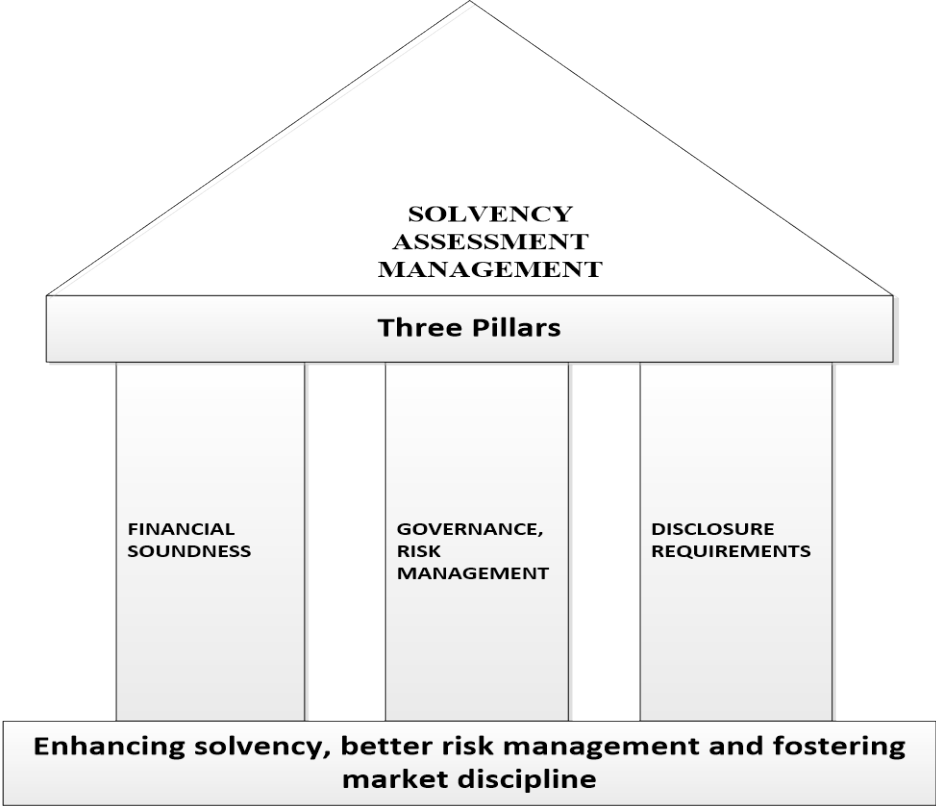 SOLVENCY
ASSESSMENT
MANAGEMENT
Three Pillars
FINANCIAL
SOUNDNESS
GOVERNANCE,
RISK
MANAGEMENT
DISCLOSURE
REQUIREMENTS
Enhancing solvency, better risk management and fostering
market discipline